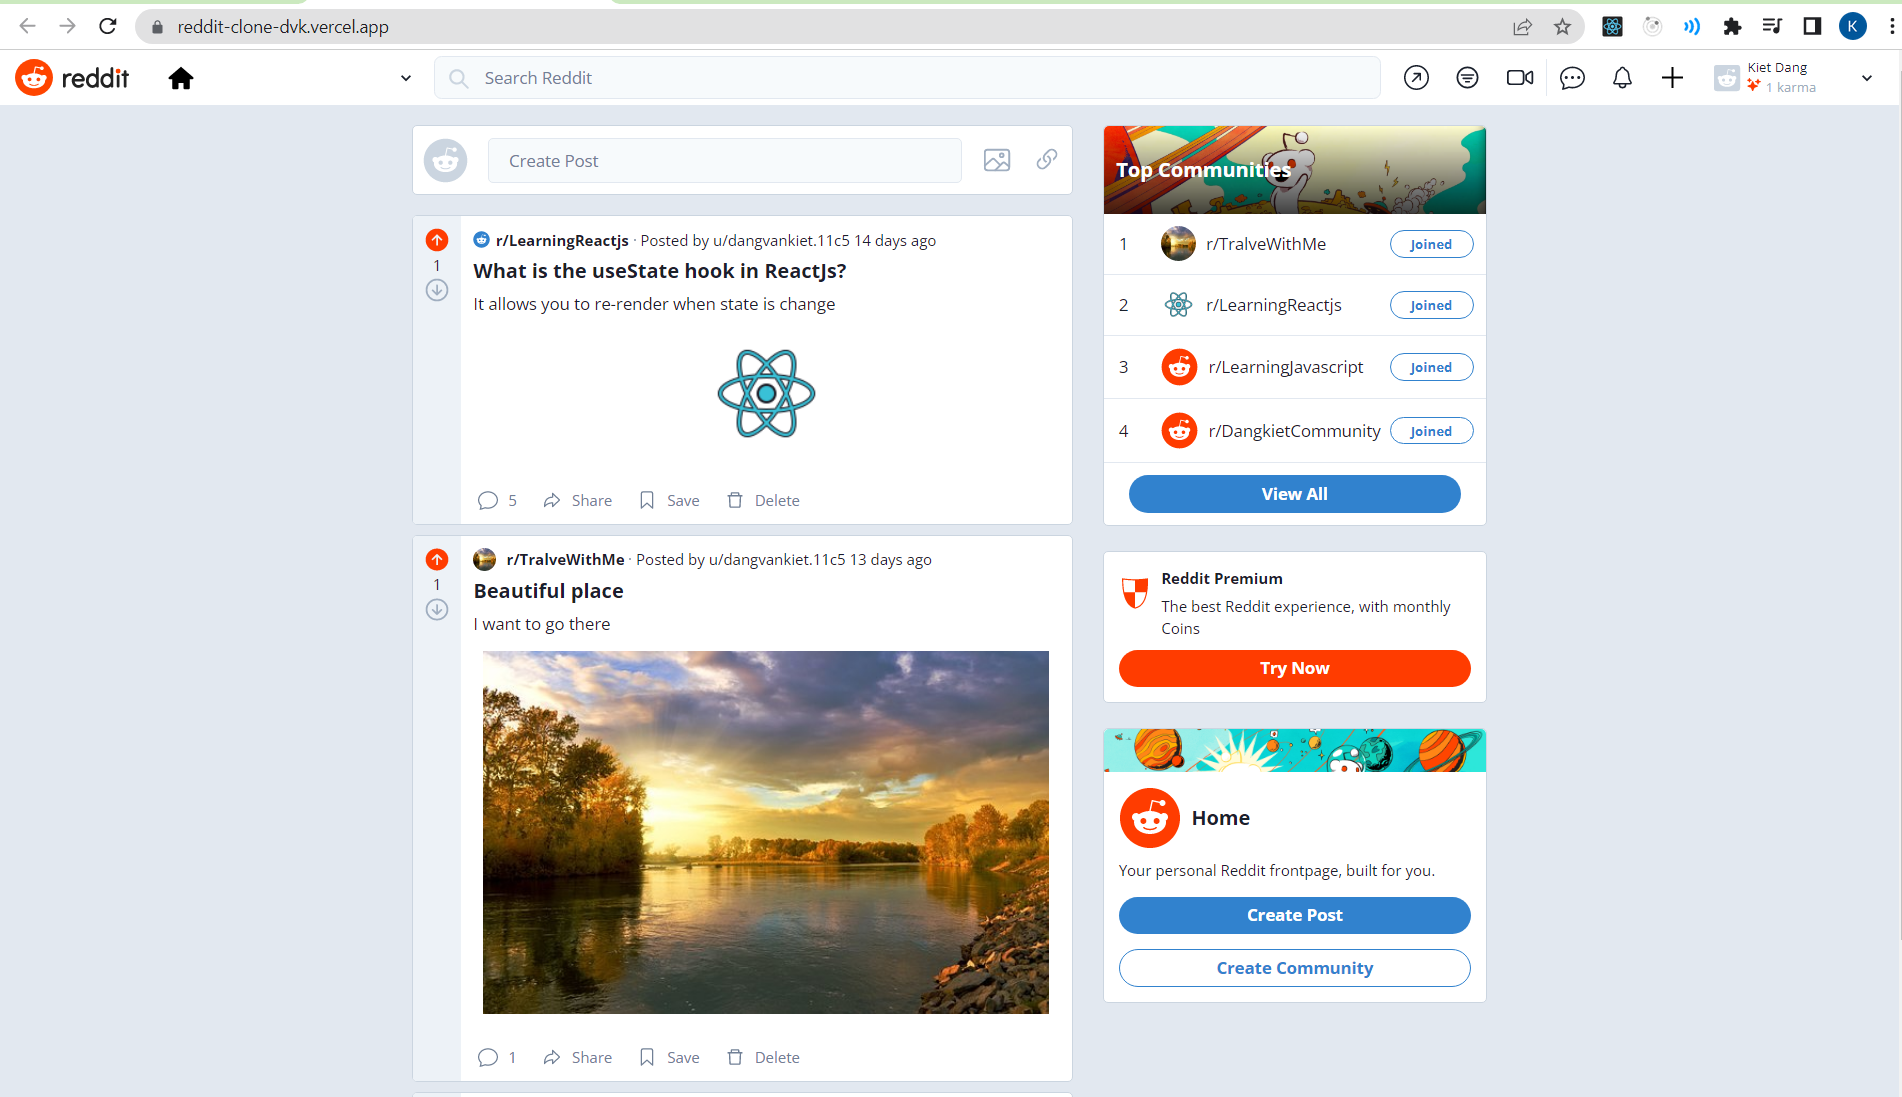 reddit-clone-dvk.vercel.app
K
reddit
Search Reddit
Kiet Dang
1 karma
Create Post
r/LearningReactjs · Posted by u/dangvankiet.11c5 14 days ago
1
What is the useState hook in ReactJs?
It allows you to re-render when state is change
5 Share Save Delete
r/TralveWithMe · Posted by u/dangvankiet.11c5 13 days ago
1
Beautiful place
I want to go there
1 Share Save Delete
Top Communities
1 r/TralveWithMe Joined
2 r/LearningReactjs Joined
3 r/LearningJavascript Joined
4 r/DangkietCommunity Joined
View All
Reddit Premium
The best Reddit experience, with monthly
Coins
Try Now
Home
Your personal Reddit frontpage, built for you.
Create Post
Create Community